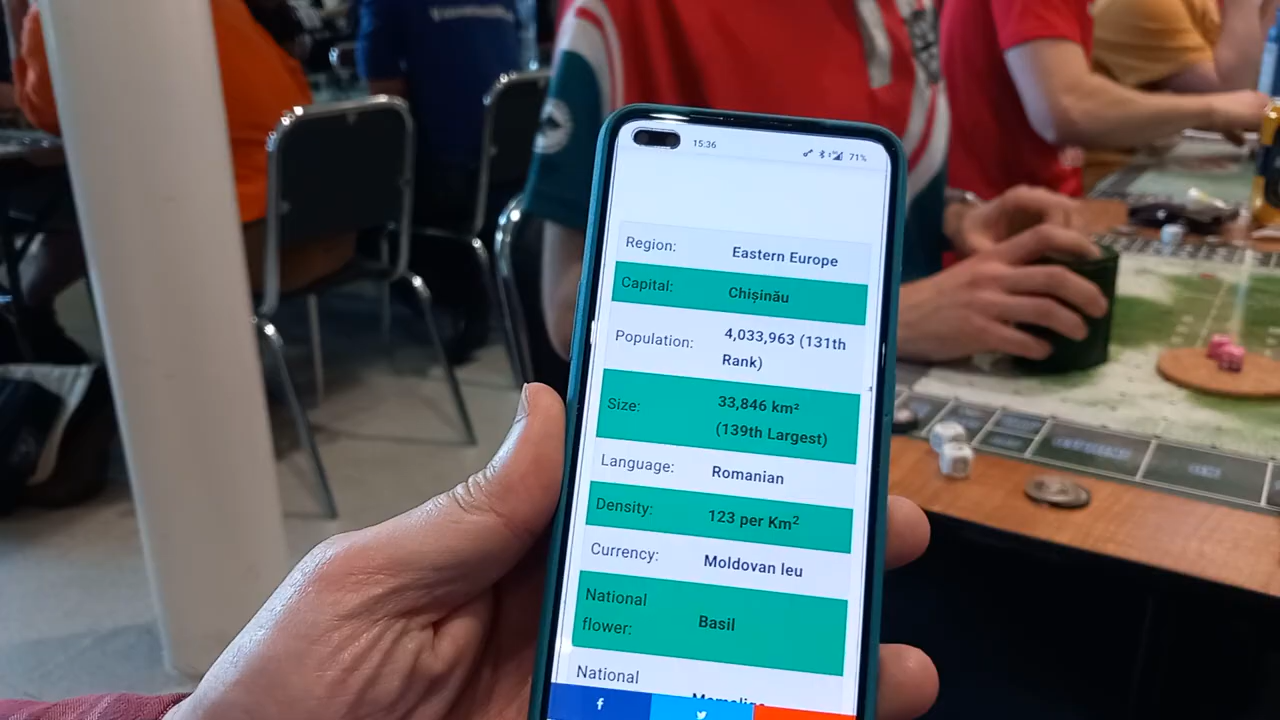 15:36
71%
Region: Eastern Europe
Capital: Chișinău
Population: 4,033,963 (131th
Rank)
Size: 33,846 km²
(139th Largest)
Language: Romanian
Density: 123 per Km²
Currency: Moldovan leu
National
flower: Basil
National